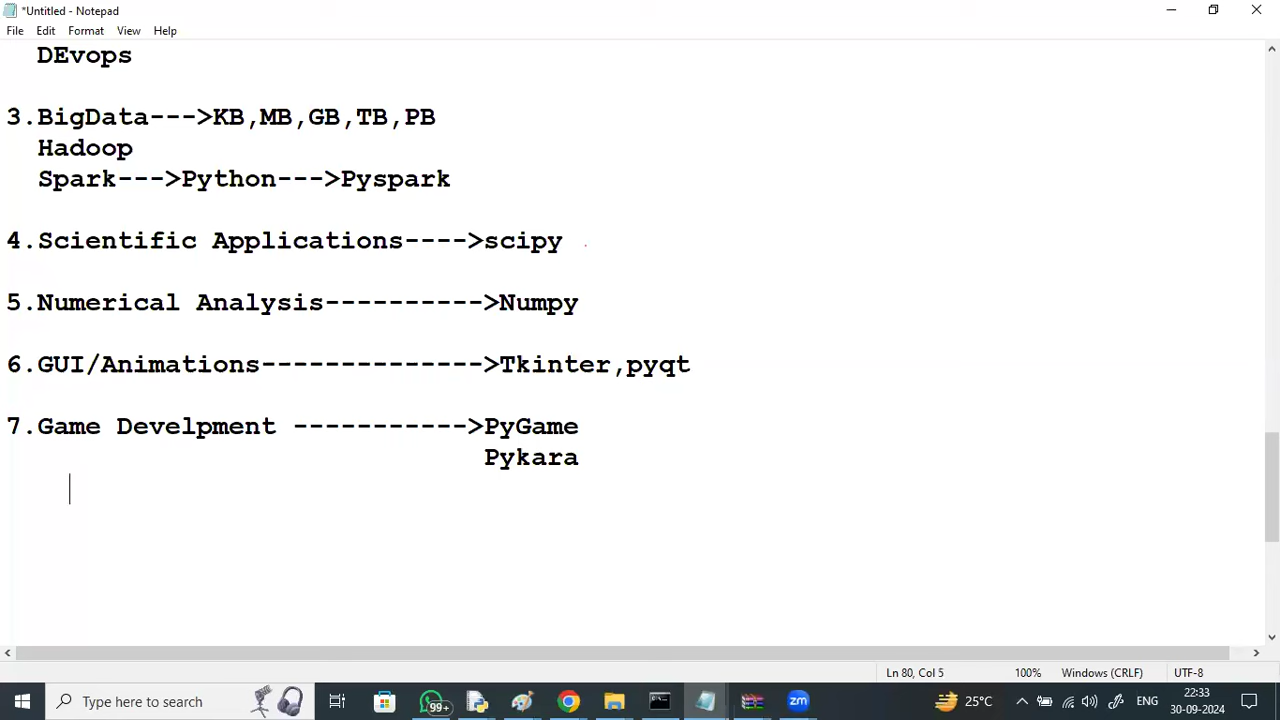 *Untitled - Notepad
File Edit Format View Help
DEvops
3.BigData--->KB,MB,GB,TB,PB
Hadoop
Spark--->Python--->Pyspark
4.Scientific Applications---->scipy
5.Numerical Analysis---------->Numpy
6.GUI/Animations-------------->Tkinter,pyqt
7.Game Develpment ----------->PyGame
Pykara
Ln 80, Col 5 100% Windows (CRLF) UTF-8
Type here to search 99+ zm 25°C ENG 22:33
30-09-2024